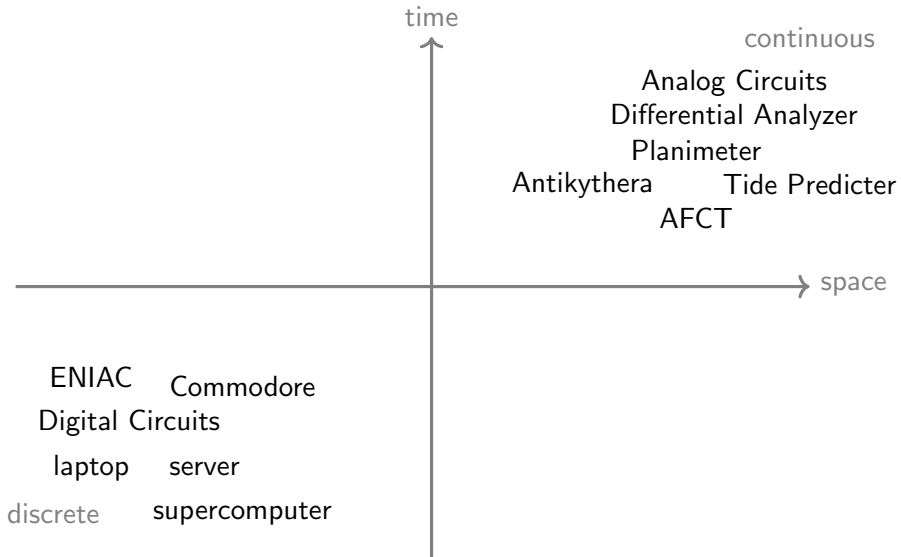 time
continuous
Analog Circuits
Differential Analyzer
Planimeter
Antikythera
Tide Predicter
AFCT
space
ENIAC
Commodore
Digital Circuits
laptop
server
discrete
supercomputer